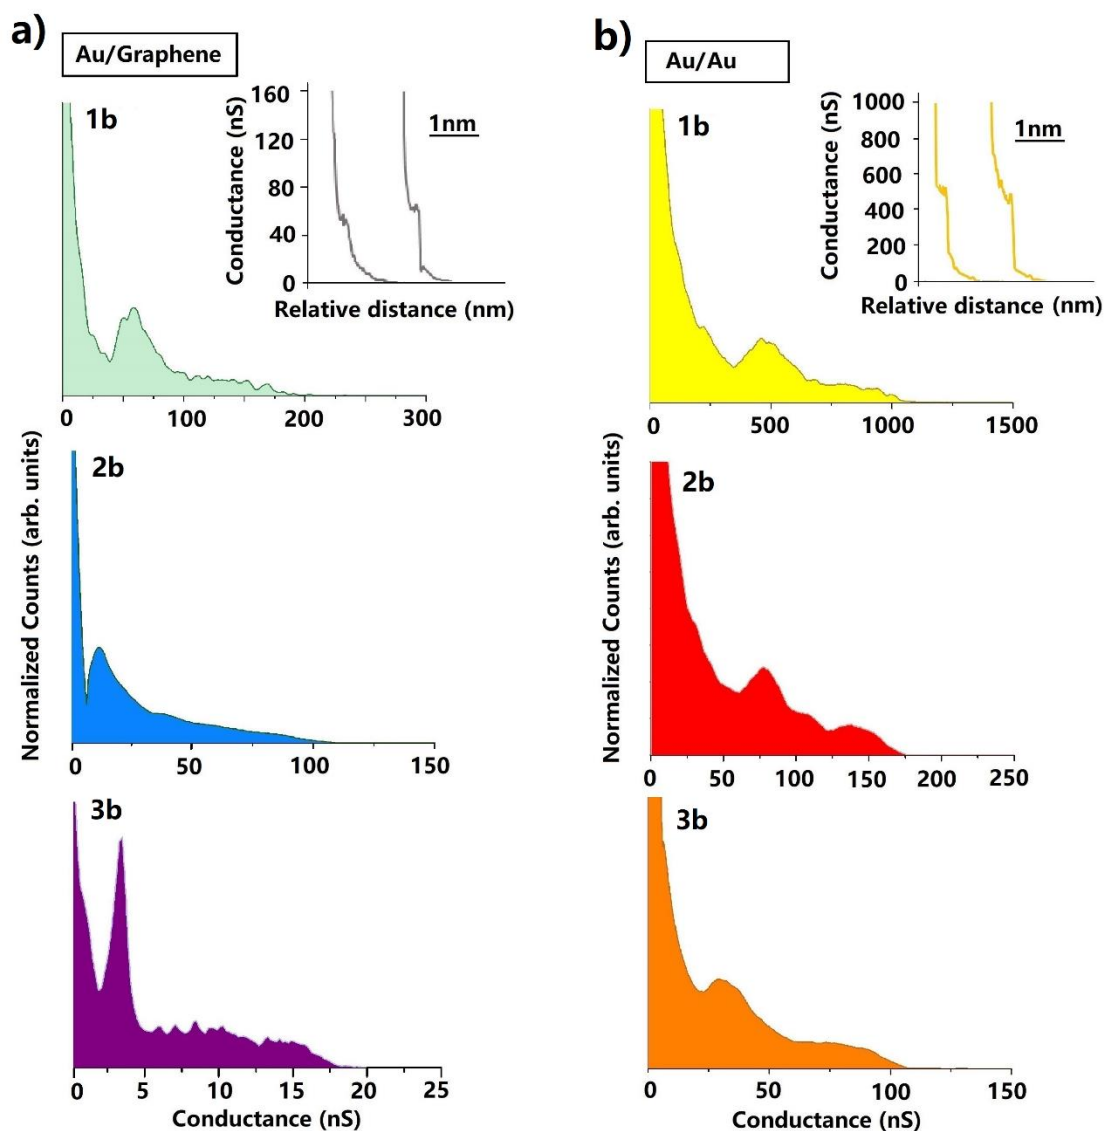 a)
Au/Graphene
1b
Conductance (nS)
160
120
80
40
0
1nm
Relative distance (nm)
0 100 200 300
Normalized Counts (arb. units)
2b
0 50 100 150
3b
0 5 10 15 20 25
Conductance (nS)
b)
Au/Au
1b
Conductance (nS)
1000
800
600
400
200
0
1nm
Relative distance (nm)
0 500 1000 1500
Normalized Counts (arb. units)
2b
0 50 100 150 200 250
3b
0 50 100 150
Conductance (nS)